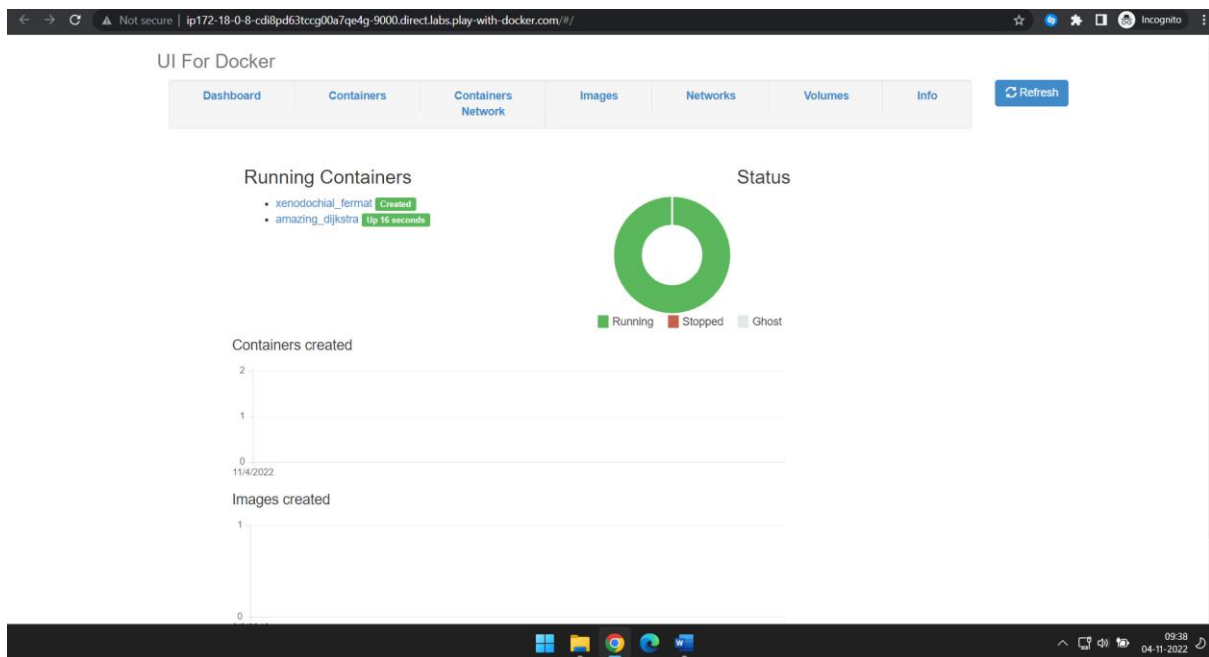 Not secure | ip172-18-0-8-cdi8pd63tccg00a7qe4g-9000.direct.labs.play-with-docker.com/#/
Incognito
UI For Docker
Dashboard
Containers
Containers
Network
Images
Networks
Volumes
Info
Refresh
Running Containers
xenodochial_fermat Created
amazing_dijkstra Up 16 seconds
Status
Running Stopped Ghost
Containers created
2
1
0
11/4/2022
Images created
1
0
09:38
04-11-2022